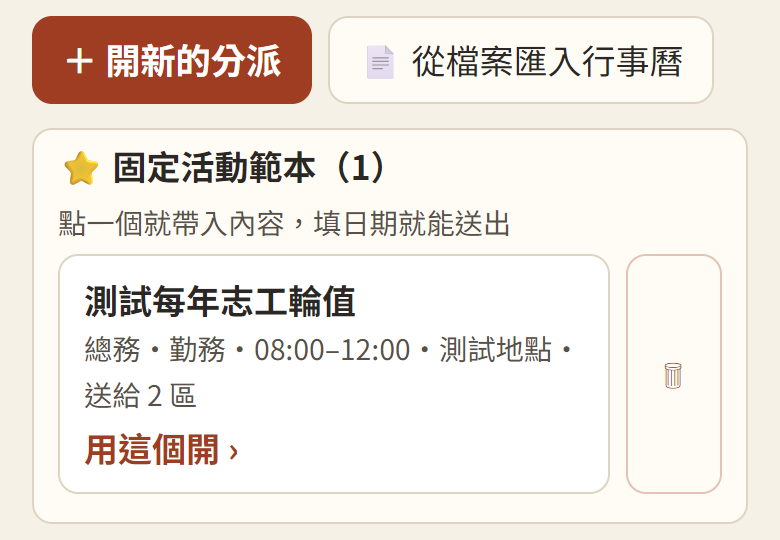 ＋ 開新的分派
從檔案匯入行事曆
固定活動範本（1）
點一個就帶入內容，填日期就能送出
測試每年志工輪值
總務・勤務・08:00–12:00・測試地點・
送給 2 區
用這個開 ›